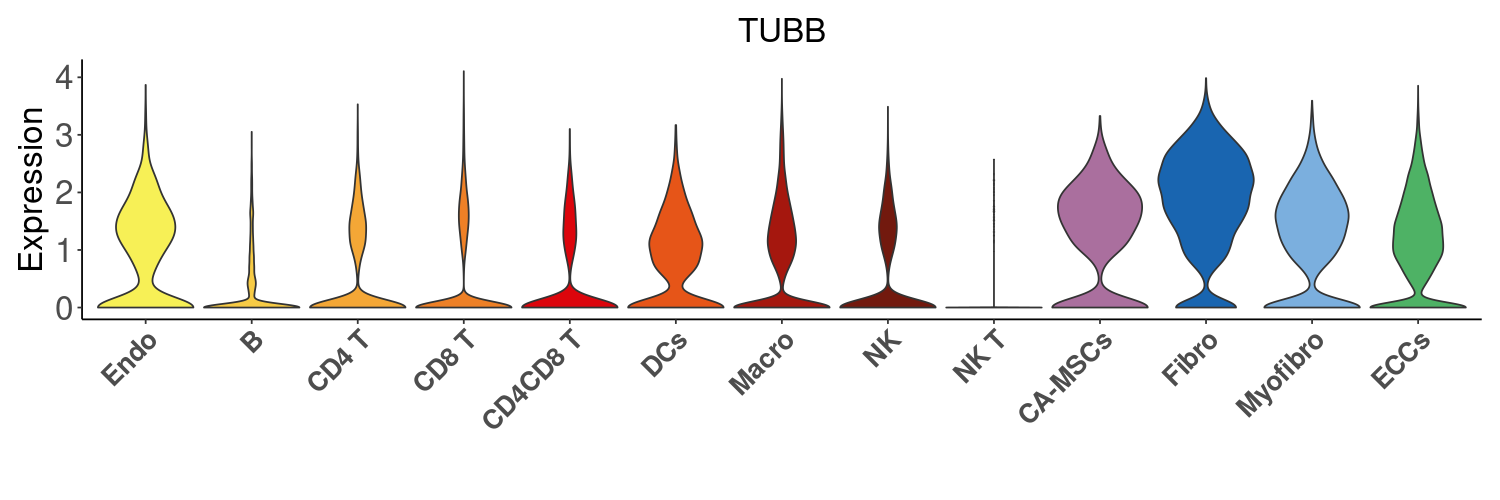 TUBB
Expression
4
3
2
1
0
Endo
B
CD4 T
CD8 T
CD4CD8 T
DCs
Macro
NK
NK T
CA-MSCs
Fibro
Myofibro
ECCs